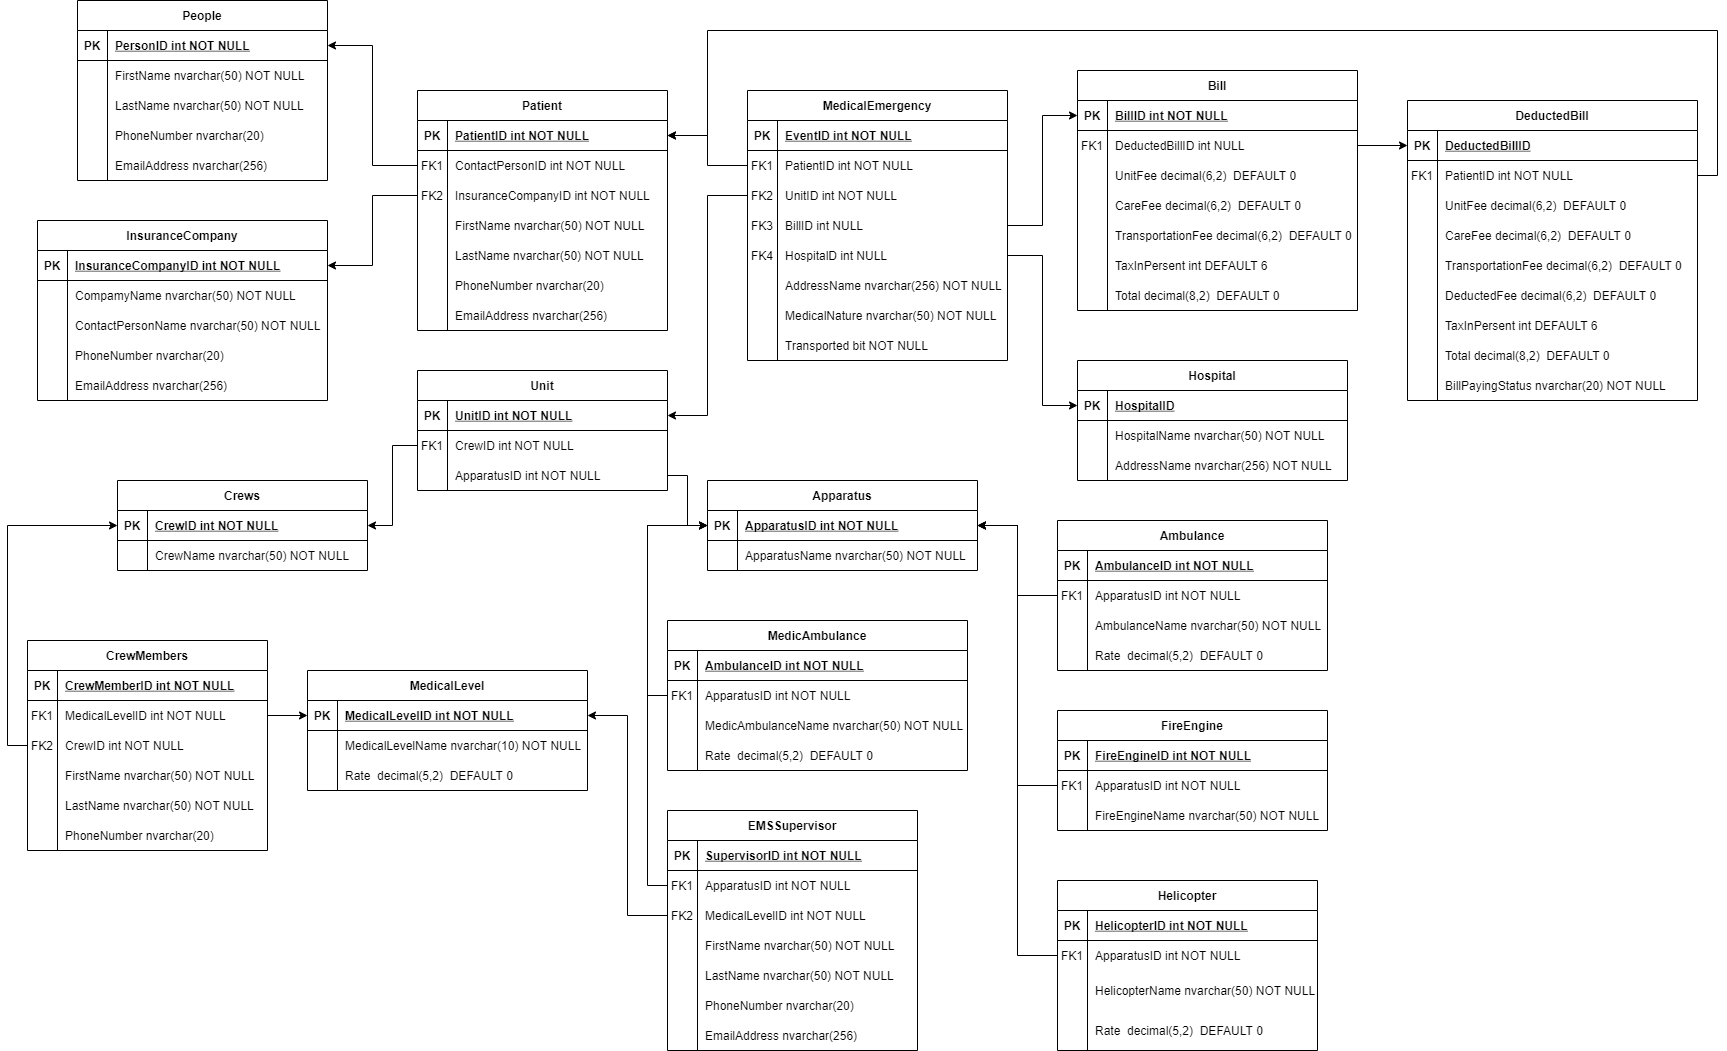 People
PK PersonID int NOT NULL
FirstName nvarchar(50) NOT NULL
LastName nvarchar(50) NOT NULL
PhoneNumber nvarchar(20)
EmailAddress nvarchar(256)
InsuranceCompany
PK InsuranceCompanyID int NOT NULL
CompamyName nvarchar(50) NOT NULL
ContactPersonName nvarchar(50) NOT NULL
PhoneNumber nvarchar(20)
EmailAddress nvarchar(256)
Patient
PK PatientID int NOT NULL
FK1 ContactPersonID int NOT NULL
FK2 InsuranceCompanyID int NOT NULL
FirstName nvarchar(50) NOT NULL
LastName nvarchar(50) NOT NULL
PhoneNumber nvarchar(20)
EmailAddress nvarchar(256)
MedicalEmergency
PK EventID int NOT NULL
FK1 PatientID int NOT NULL
FK2 UnitID int NOT NULL
FK3 BillID int NULL
FK4 HospitalD int NULL
AddressName nvarchar(256) NOT NULL
MedicalNature nvarchar(50) NOT NULL
Transported bit NOT NULL
Bill
PK BillID int NOT NULL
FK1 DeductedBillID int NULL
UnitFee decimal(6,2) DEFAULT 0
CareFee decimal(6,2) DEFAULT 0
TransportationFee decimal(6,2) DEFAULT 0
TaxInPersent int DEFAULT 6
Total decimal(8,2) DEFAULT 0
DeductedBill
PK DeductedBillID
FK1 PatientID int NOT NULL
UnitFee decimal(6,2) DEFAULT 0
CareFee decimal(6,2) DEFAULT 0
TransportationFee decimal(6,2) DEFAULT 0
DeductedFee decimal(6,2) DEFAULT 0
TaxInPersent int DEFAULT 6
Total decimal(8,2) DEFAULT 0
BillPayingStatus nvarchar(20) NOT NULL
Hospital
PK HospitalID
HospitalName nvarchar(50) NOT NULL
AddressName nvarchar(256) NOT NULL
Unit
PK UnitID int NOT NULL
FK1 CrewID int NOT NULL
ApparatusID int NOT NULL
Crews
PK CrewID int NOT NULL
CrewName nvarchar(50) NOT NULL
Apparatus
PK ApparatusID int NOT NULL
ApparatusName nvarchar(50) NOT NULL
Ambulance
PK AmbulanceID int NOT NULL
FK1 ApparatusID int NOT NULL
AmbulanceName nvarchar(50) NOT NULL
Rate decimal(5,2) DEFAULT 0
CrewMembers
PK CrewMemberID int NOT NULL
FK1 MedicalLevelID int NOT NULL
FK2 CrewID int NOT NULL
FirstName nvarchar(50) NOT NULL
LastName nvarchar(50) NOT NULL
PhoneNumber nvarchar(20)
MedicalLevel
PK MedicalLevelID int NOT NULL
MedicalLevelName nvarchar(10) NOT NULL
Rate decimal(5,2) DEFAULT 0
MedicAmbulance
PK AmbulanceID int NOT NULL
FK1 ApparatusID int NOT NULL
MedicAmbulanceName nvarchar(50) NOT NULL
Rate decimal(5,2) DEFAULT 0
FireEngine
PK FireEngineID int NOT NULL
FK1 ApparatusID int NOT NULL
FireEngineName nvarchar(50) NOT NULL
EMSSupervisor
PK SupervisorID int NOT NULL
FK1 ApparatusID int NOT NULL
FK2 MedicalLevelID int NOT NULL
FirstName nvarchar(50) NOT NULL
LastName nvarchar(50) NOT NULL
PhoneNumber nvarchar(20)
EmailAddress nvarchar(256)
Helicopter
PK HelicopterID int NOT NULL
FK1 ApparatusID int NOT NULL
HelicopterName nvarchar(50) NOT NULL
Rate decimal(5,2) DEFAULT 0